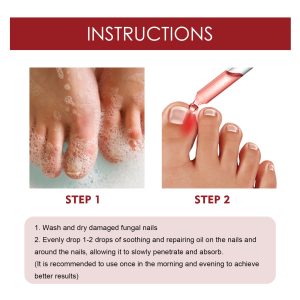 INSTRUCTIONS
STEP 1
STEP 2
1. Wash and dry damaged fungal nails
2. Evenly drop 1-2 drops of soothing and repairing oil on the nails and
around the nails, allowing it to slowly penetrate and absorb.
(It is recommended to use once in the morning and evening to achieve
better results)